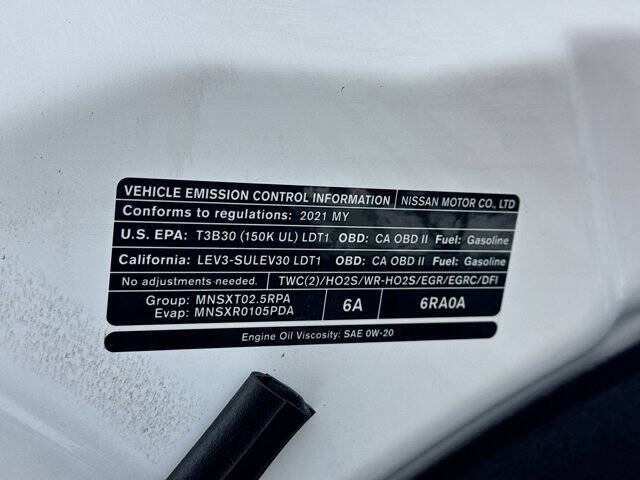 VEHICLE EMISSION CONTROL INFORMATION NISSAN MOTOR CO., LTD
Conforms to regulations: 2021 MY
U.S. EPA: T3B30 (150K UL) LDT1 OBD: CA OBD II Fuel: Gasoline
California: LEV3-SULEV30 LDT1 OBD: CA OBD II Fuel: Gasoline
No adjustments needed. TWC(2)/HO2S/WR-HO2S/EGR/EGRC/DFI
Group: MNSXT02.5RPA 6A 6RA0A
Evap: MNSXR0105PDA
Engine Oil Viscosity: SAE 0W-20